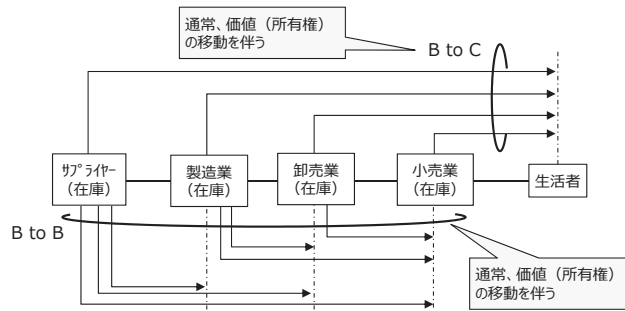 通常、価値（所有権）
の移動を伴う
B to C
ｻﾌﾟﾗｲﾔｰ
（在庫）
製造業
（在庫）
卸売業
（在庫）
小売業
（在庫）
生活者
B to B
通常、価値（所有権）
の移動を伴う